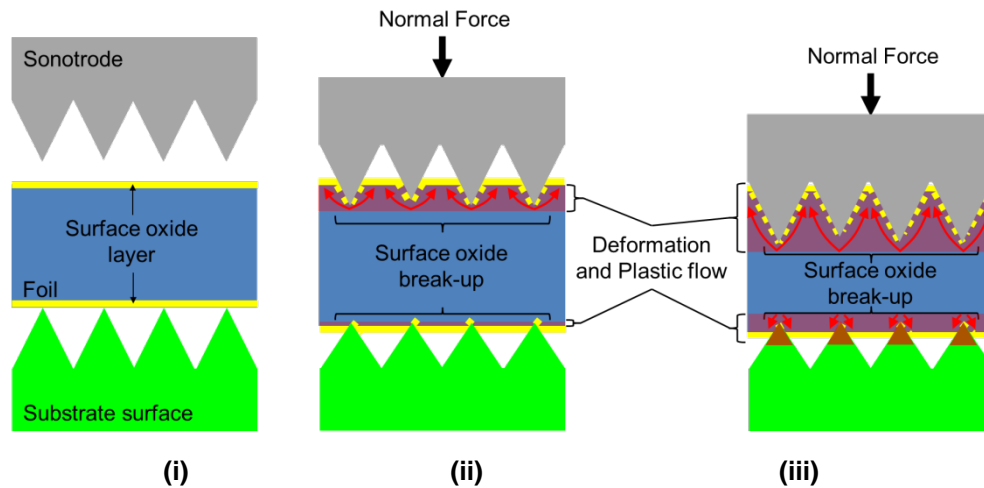 Sonotrode
Surface oxide
layer
Foil
Substrate surface
(i)
Normal Force
Surface oxide
break-up
(ii)
Deformation
and Plastic flow
Normal Force
Surface oxide
break-up
(iii)